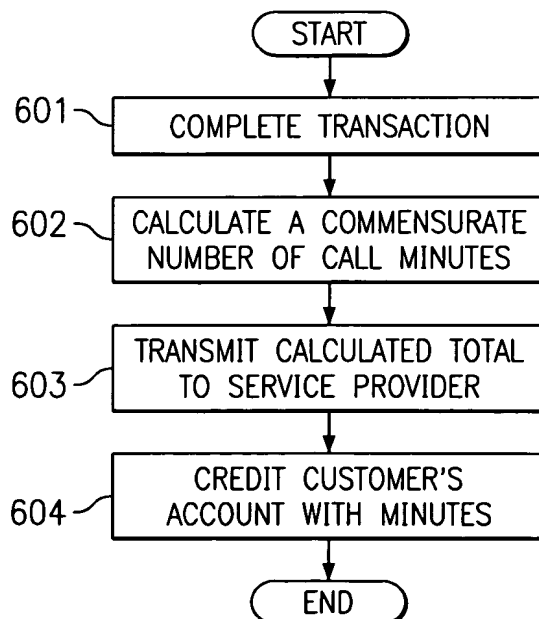 START
601
COMPLETE TRANSACTION
602
CALCULATE A COMMENSURATE
NUMBER OF CALL MINUTES
603
TRANSMIT CALCULATED TOTAL
TO SERVICE PROVIDER
604
CREDIT CUSTOMER'S
ACCOUNT WITH MINUTES
END